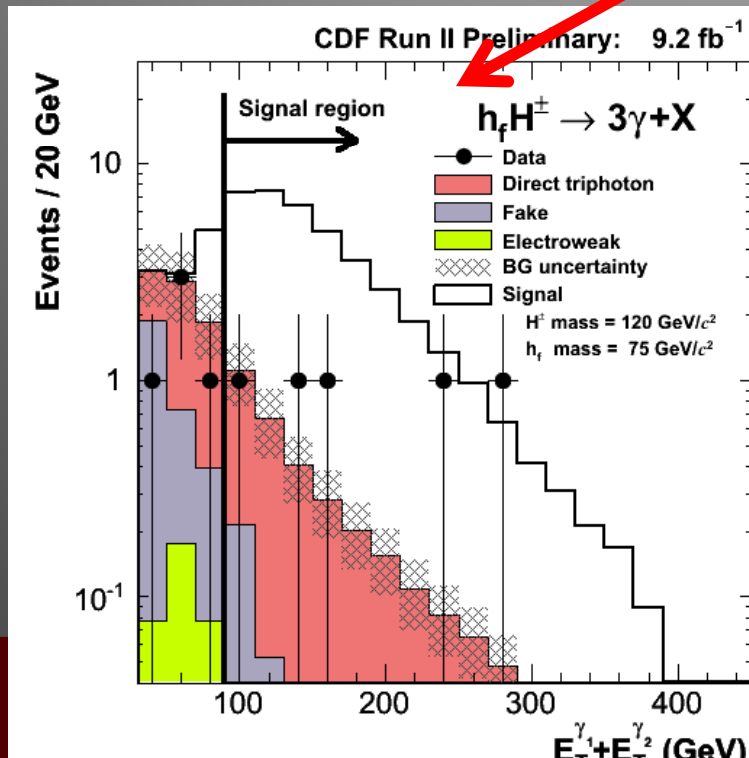 CDF Run II Preliminary: 9.2 fb⁻¹
Events / 20 GeV
Signal region
h_f H^± → 3γ+X
Data
Direct triphoton
Fake
Electroweak
BG uncertainty
Signal
H^± mass = 120 GeV/c²
h_f mass = 75 GeV/c²
10
1
10⁻¹
100
200
300
400
E_T^γ1+E_T^γ2 (GeV)